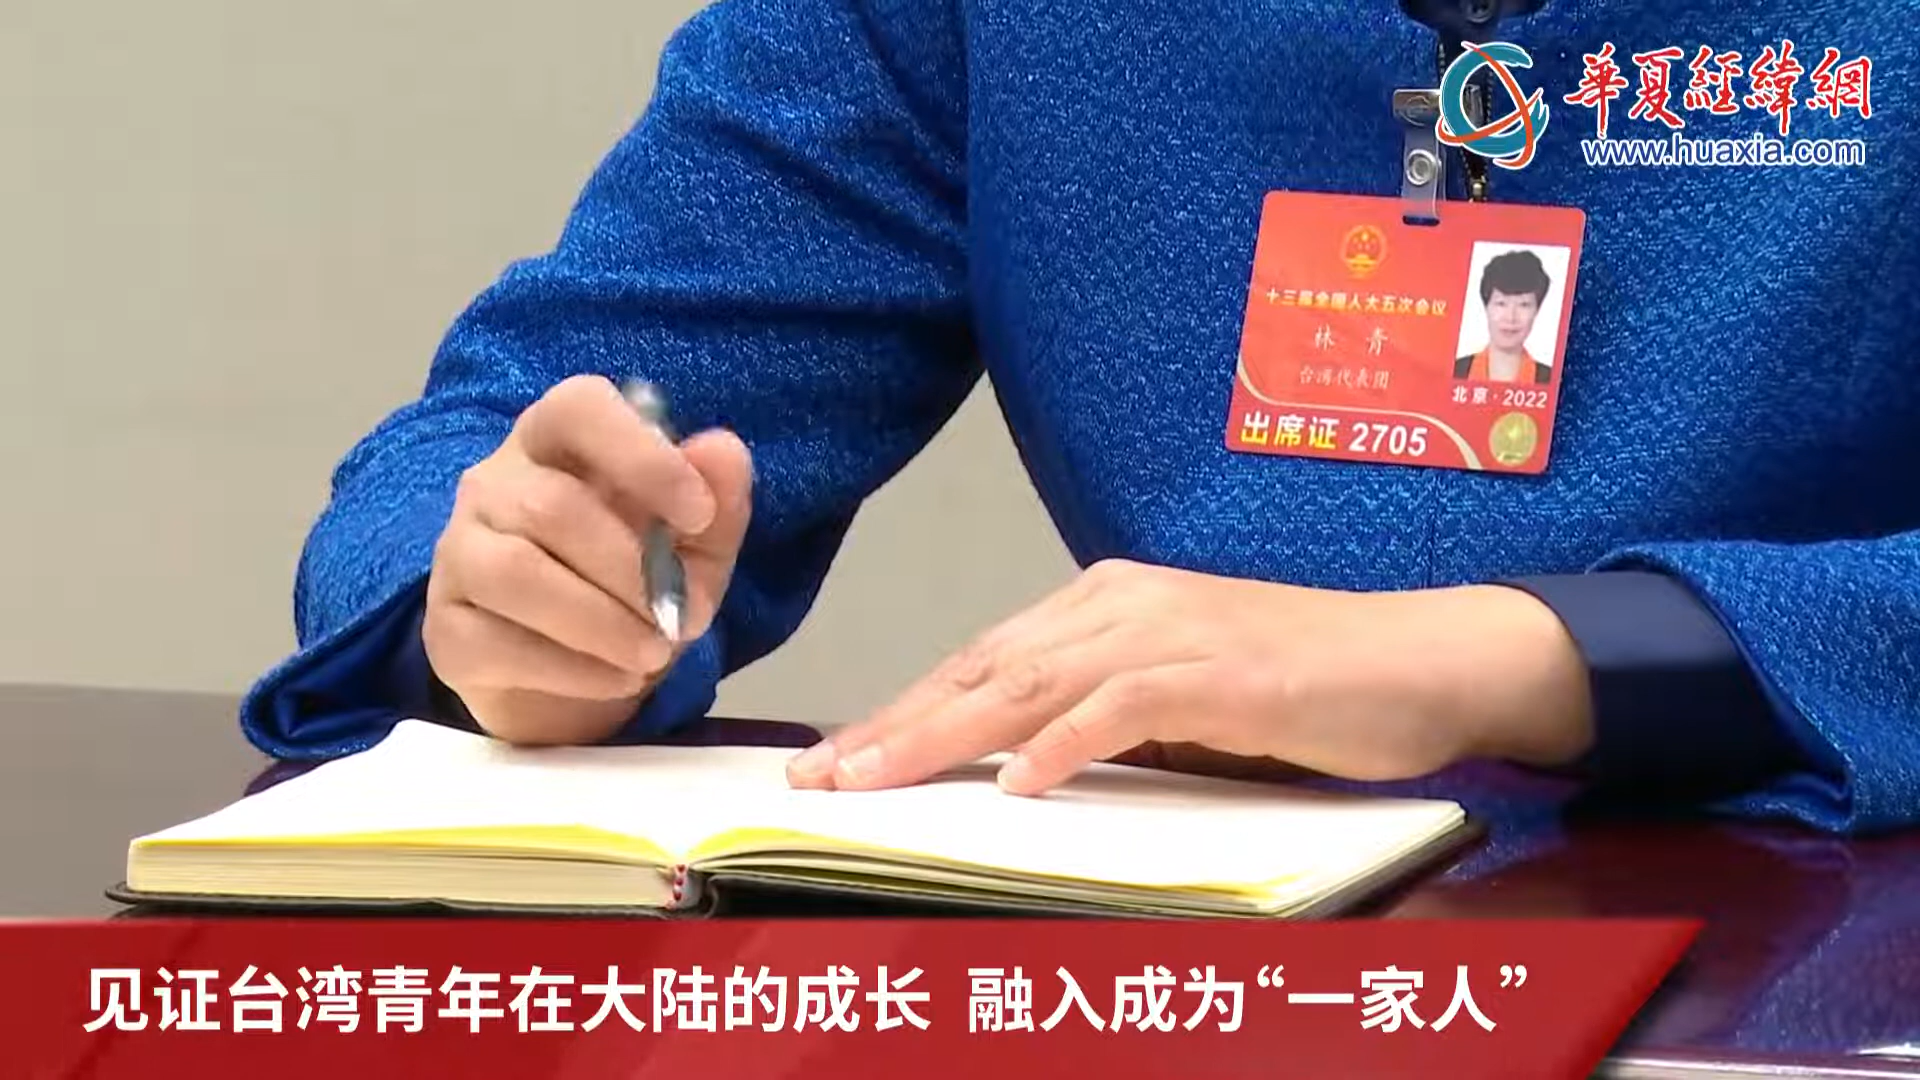 華夏經緯網
www.huaxia.com
十三届全国人大五次会议
林 青
台湾代表团
北京·2022
出席证 2705
见证台湾青年在大陆的成长 融入成为“一家人”